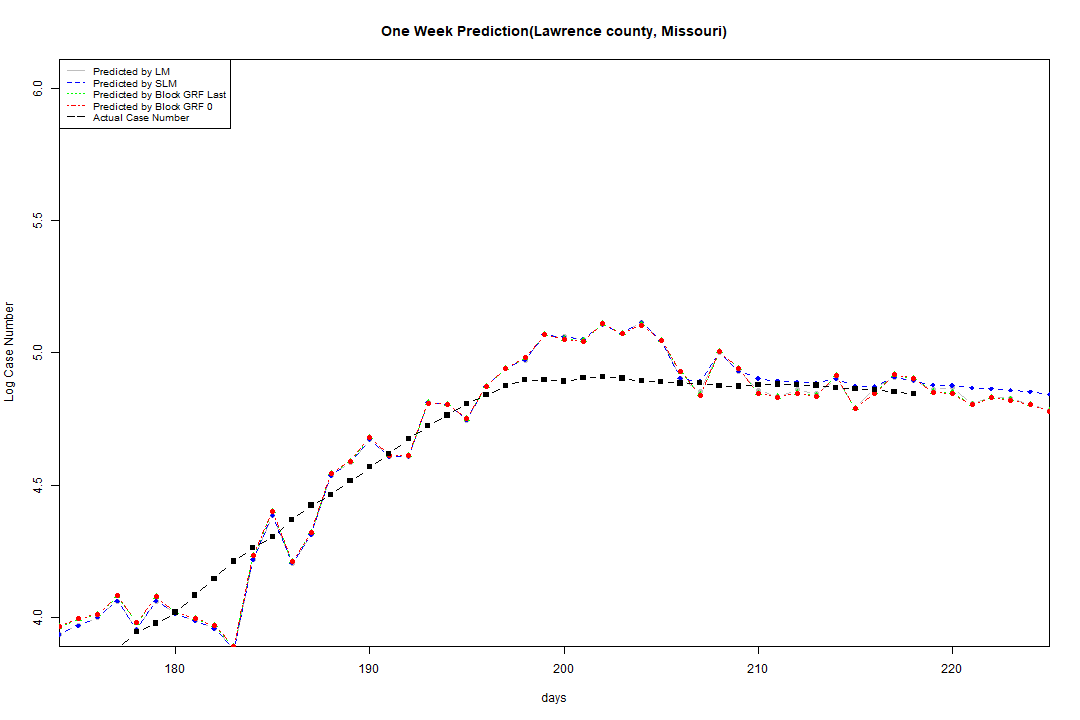 One Week Prediction(Lawrence county, Missouri)
Predicted by LM
Predicted by SLM
Predicted by Block GRF Last
Predicted by Block GRF 0
Actual Case Number
6.0
5.5
5.0
4.5
4.0
Log Case Number
180 190 200 210 220
days